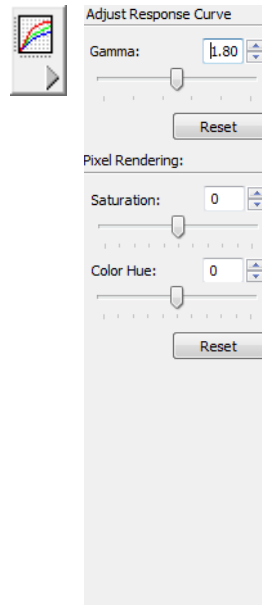 Adjust Response Curve
Gamma: 1.80
Reset
Pixel Rendering:
Saturation: 0
Color Hue: 0
Reset